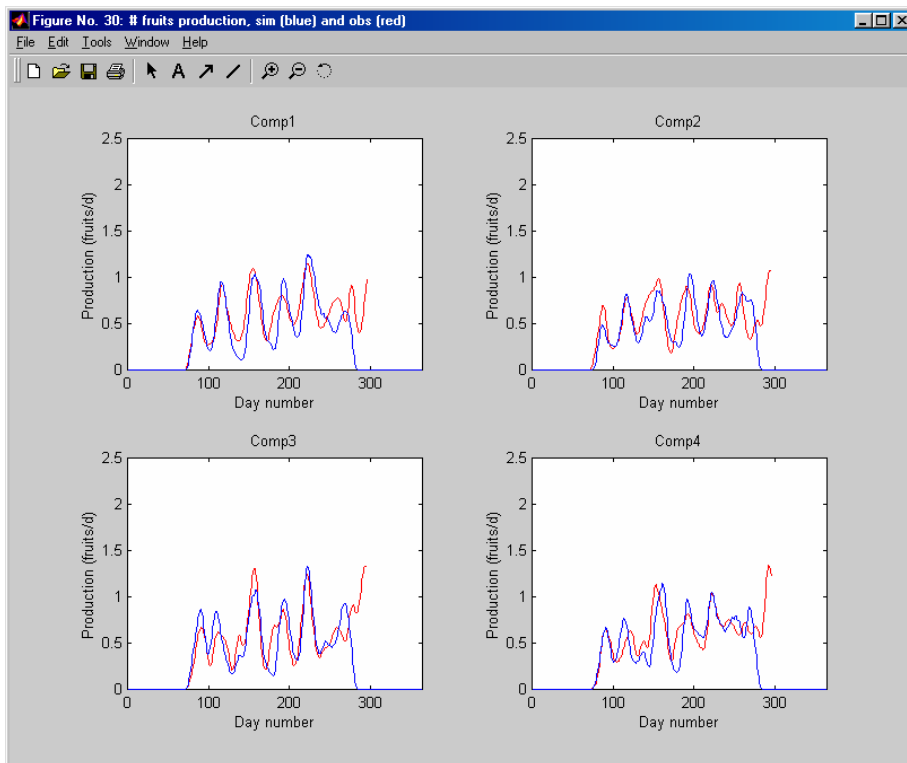 Figure No. 30: # fruits production, sim (blue) and obs (red)
File Edit Tools Window Help
A
Comp1
Production (fruits/d)
2.5
2
1.5
1
0.5
0
0 100 200 300
Day number
Comp2
Production (fruits/d)
2.5
2
1.5
1
0.5
0
0 100 200 300
Day number
Comp3
Production (fruits/d)
2.5
2
1.5
1
0.5
0
0 100 200 300
Day number
Comp4
Production (fruits/d)
2.5
2
1.5
1
0.5
0
0 100 200 300
Day number